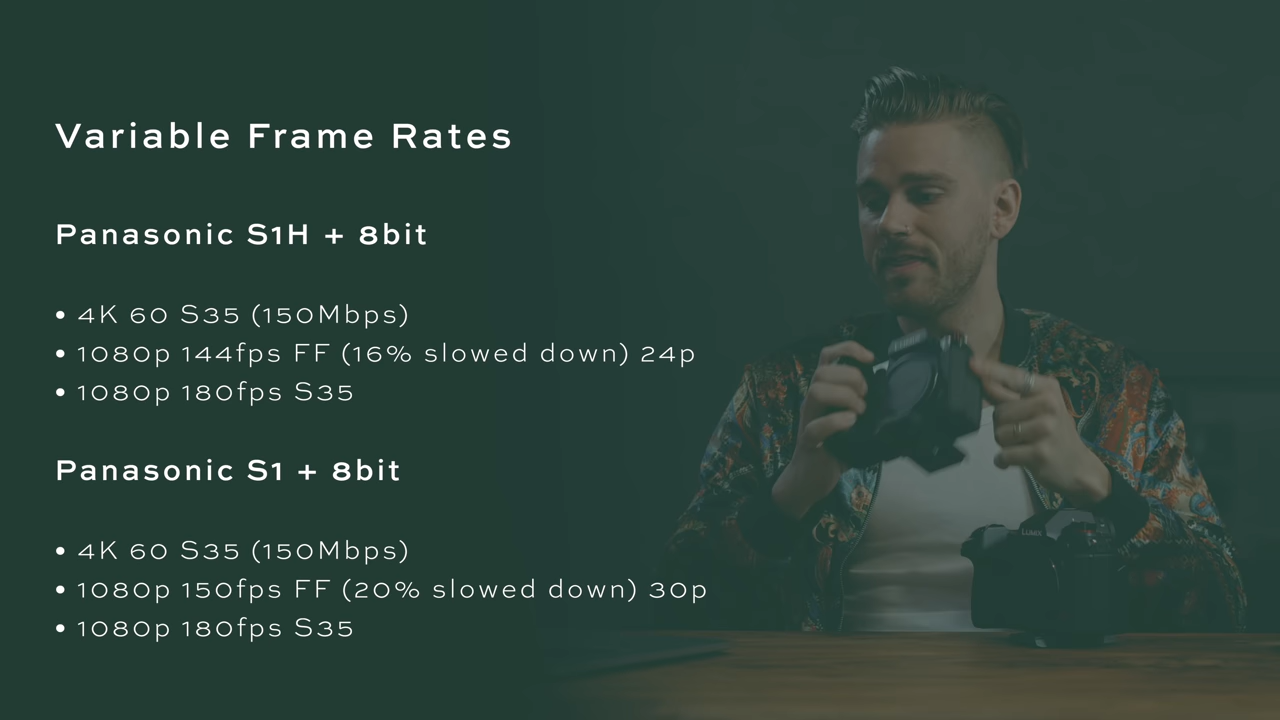 Variable Frame Rates
Panasonic S1H + 8bit
• 4K 60 S35 (150Mbps)
• 1080p 144fps FF (16% slowed down) 24p
• 1080p 180fps S35
Panasonic S1 + 8bit
• 4K 60 S35 (150Mbps)
• 1080p 150fps FF (20% slowed down) 30p
• 1080p 180fps S35
LUMIX